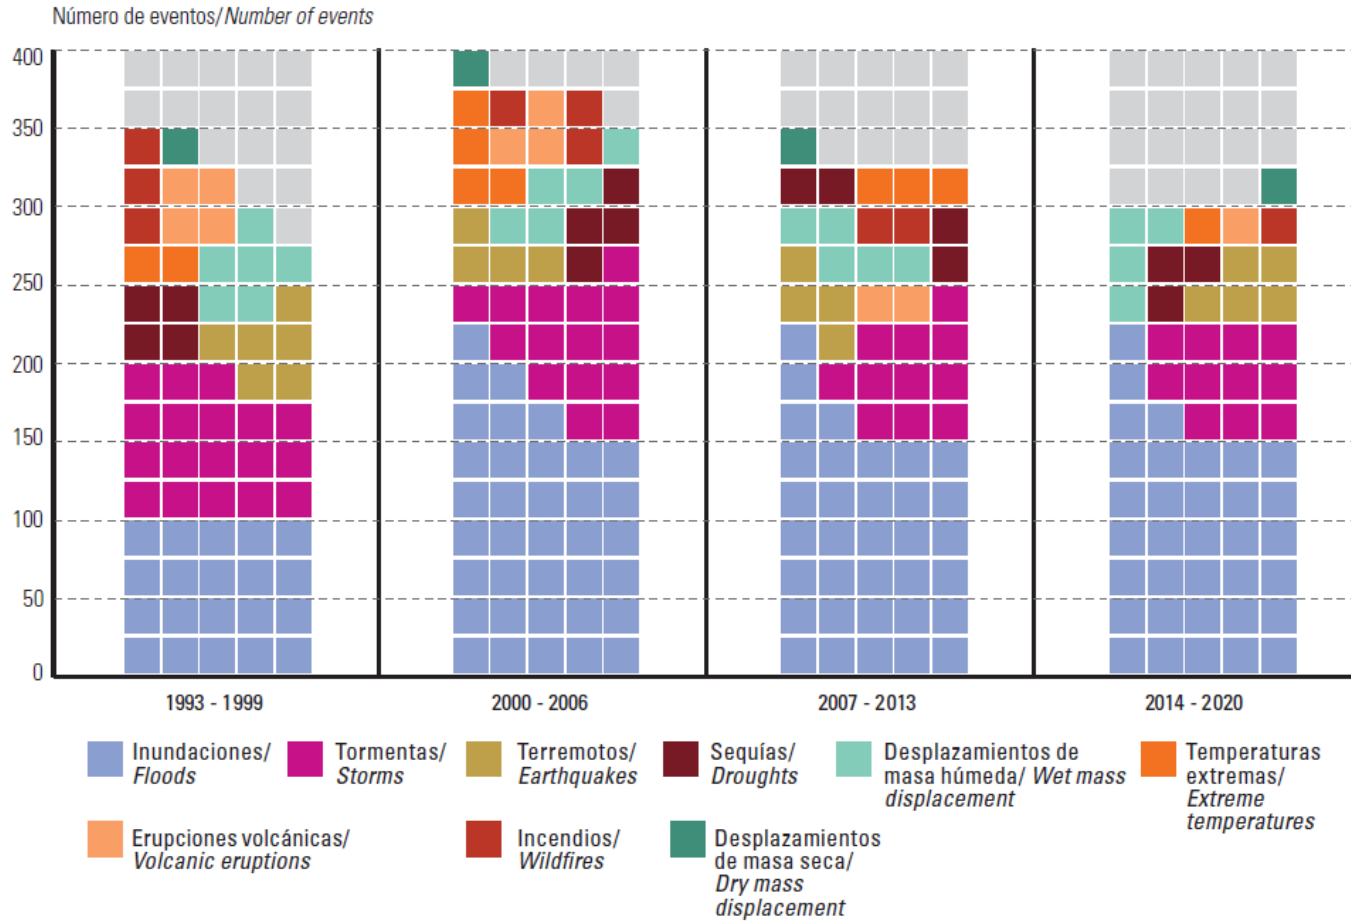 Número de eventos/Number of events
400
350
300
250
200
150
100
50
0
1993 - 1999
2000 - 2006
2007 - 2013
2014 - 2020
Inundaciones/
Floods
Tormentas/
Storms
Terremotos/
Earthquakes
Sequías/
Droughts
Desplazamientos de
masa húmeda/ Wet mass
displacement
Temperaturas
extremas/
Extreme
temperatures
Erupciones volcánicas/
Volcanic eruptions
Incendios/
Wildfires
Desplazamientos
de masa seca/
Dry mass
displacement